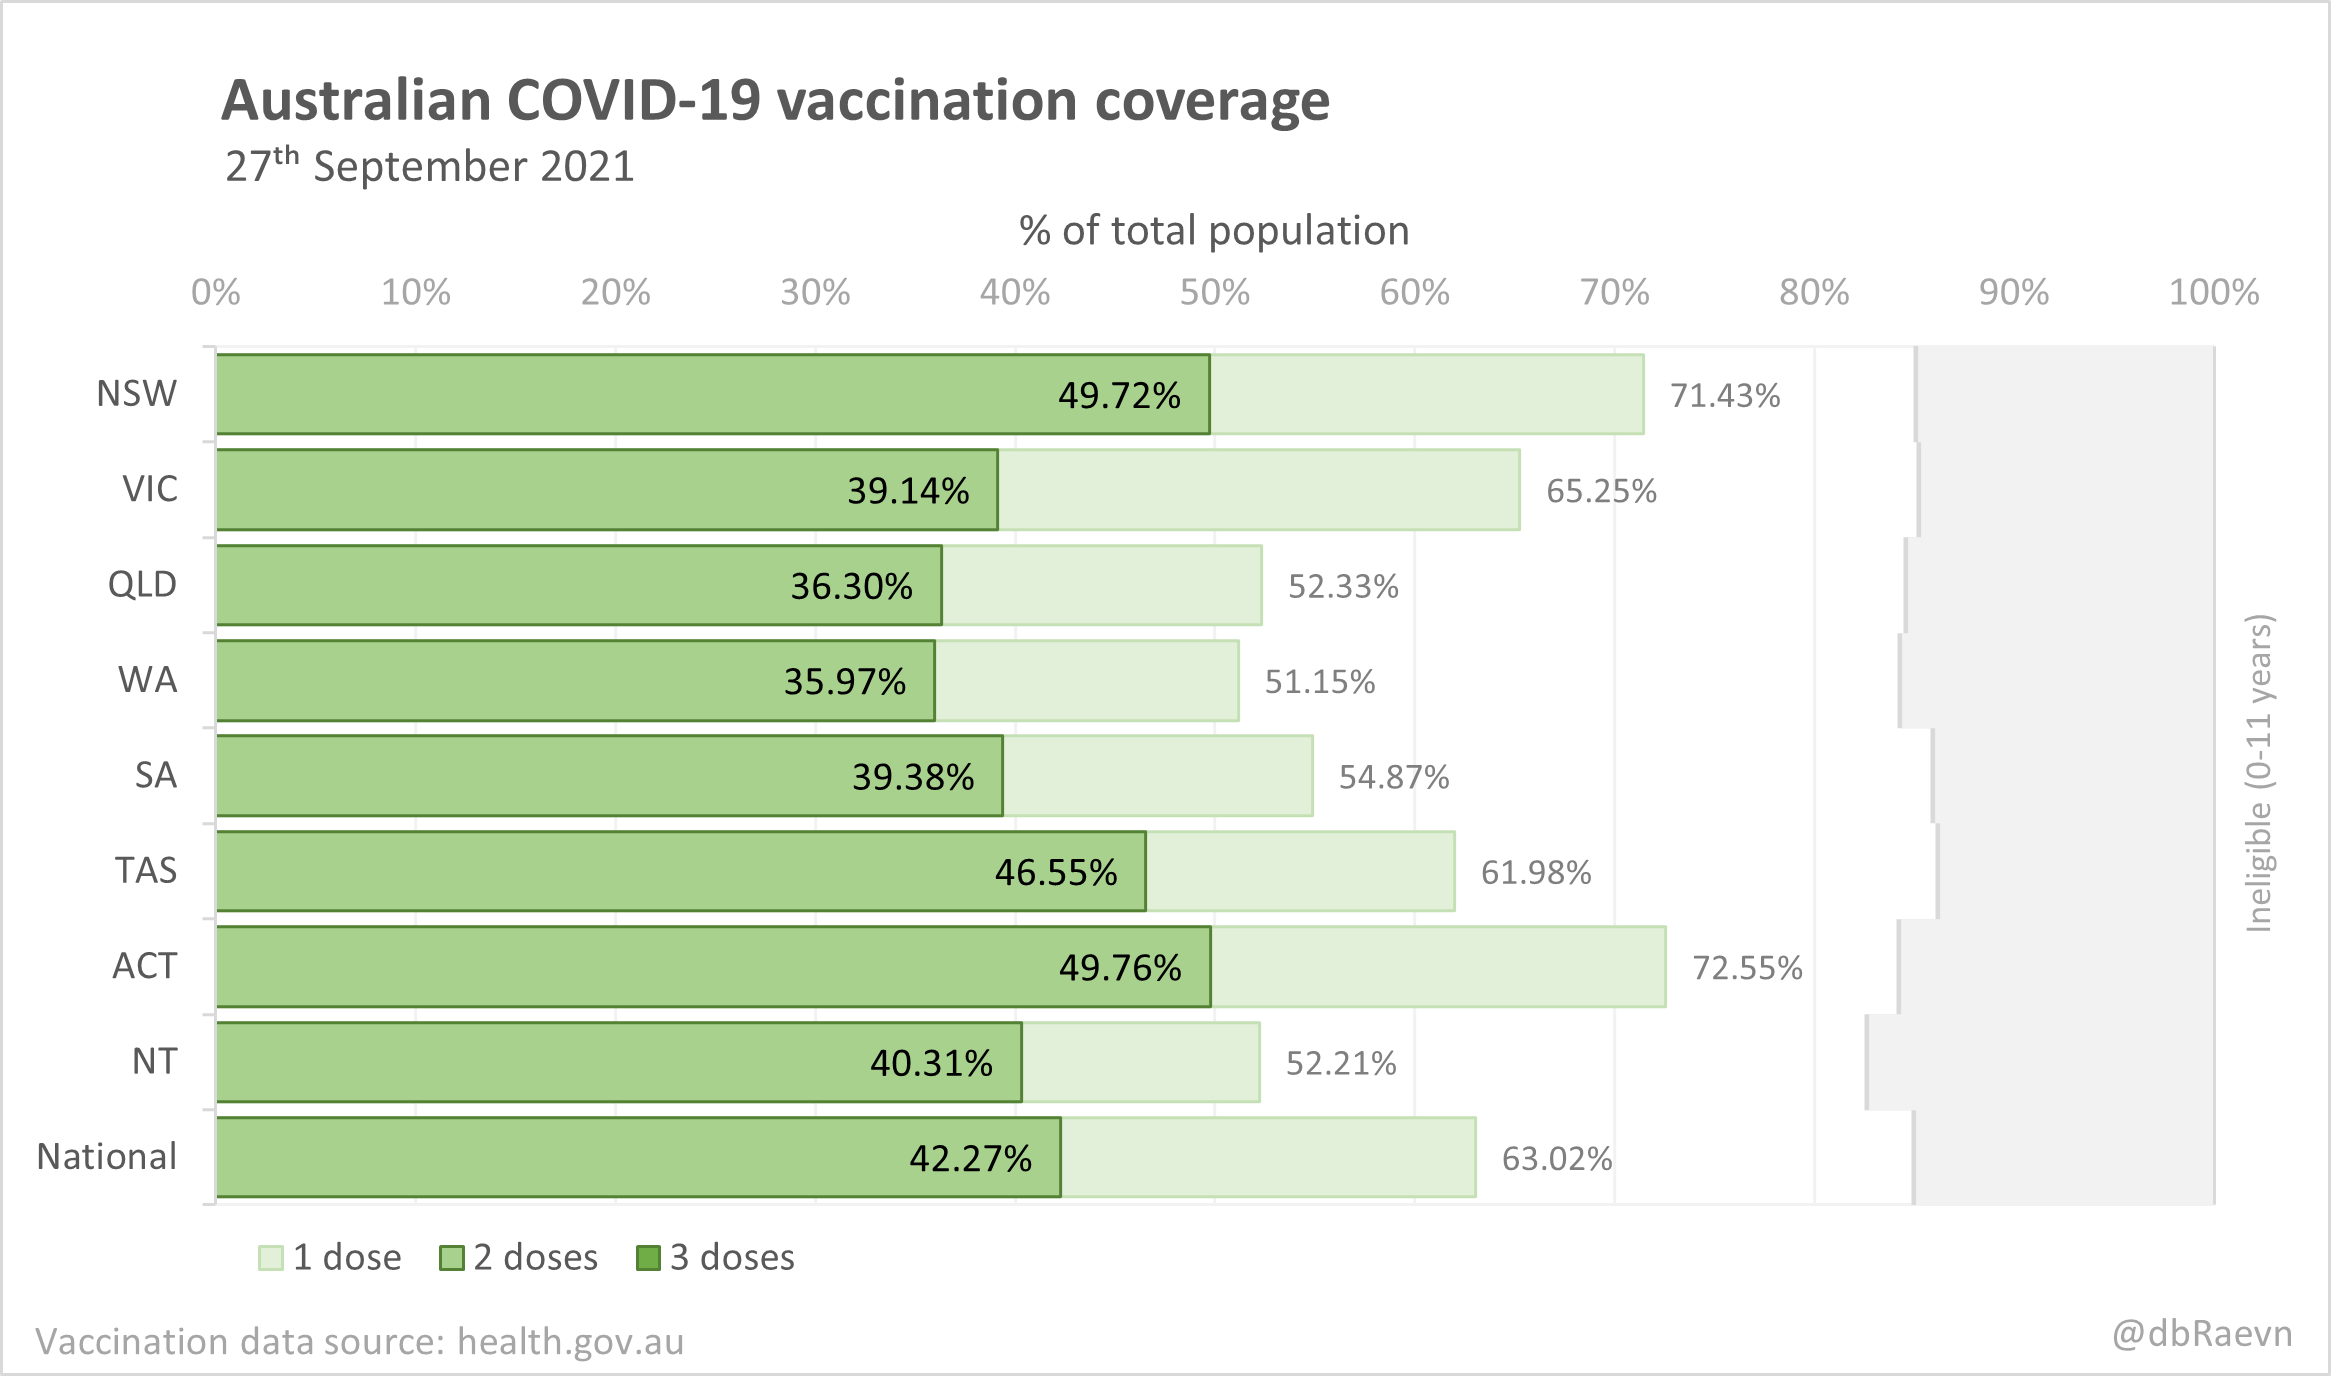 Australian COVID-19 vaccination coverage
27th September 2021
% of total population
0% 10% 20% 30% 40% 50% 60% 70% 80% 90% 100%
NSW 49.72% 71.43%
VIC 39.14% 65.25%
QLD 36.30% 52.33%
WA 35.97% 51.15%
SA 39.38% 54.87%
TAS 46.55% 61.98%
ACT 49.76% 72.55%
NT 40.31% 52.21%
National 42.27% 63.02%
Ineligible (0-11 years)
1 dose 2 doses 3 doses
Vaccination data source: health.gov.au
@dbRaevn